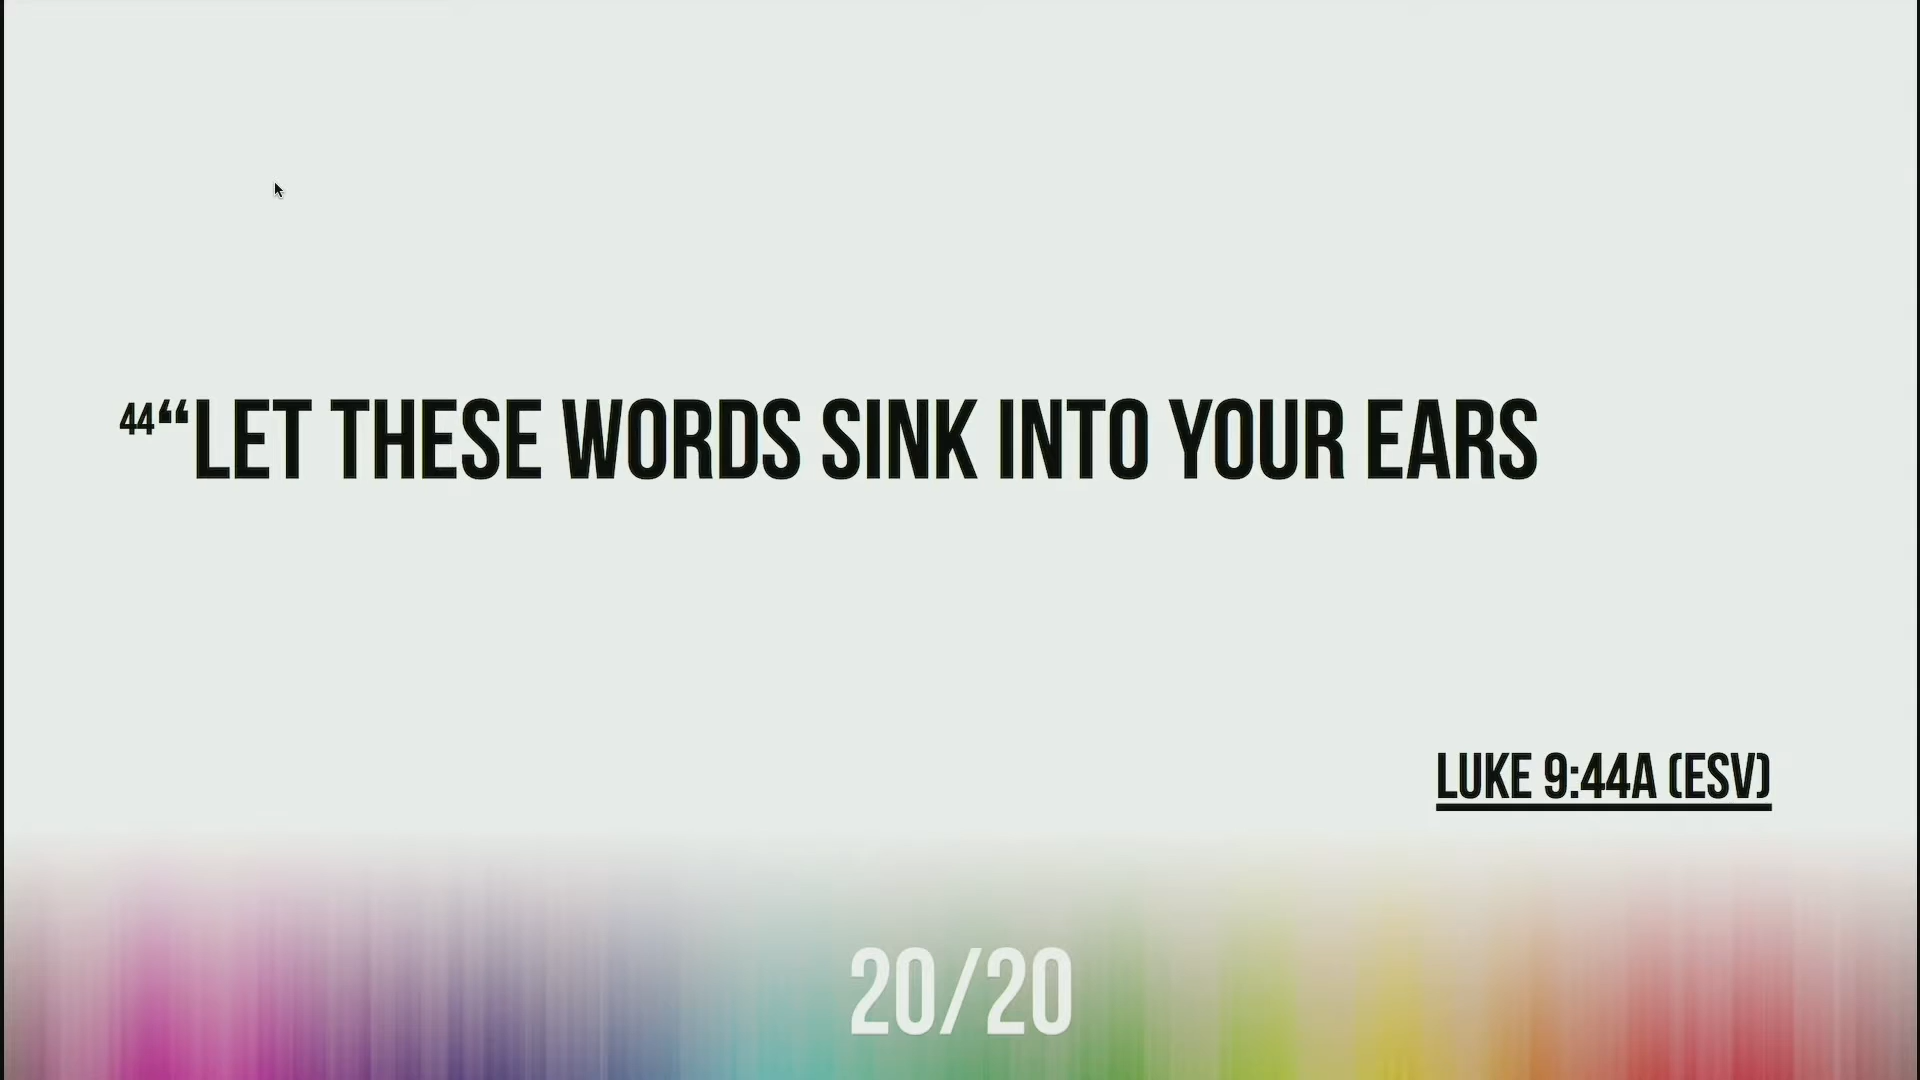 ⁴⁴“LET THESE WORDS SINK INTO YOUR EARS
LUKE 9:44A (ESV)
20/20